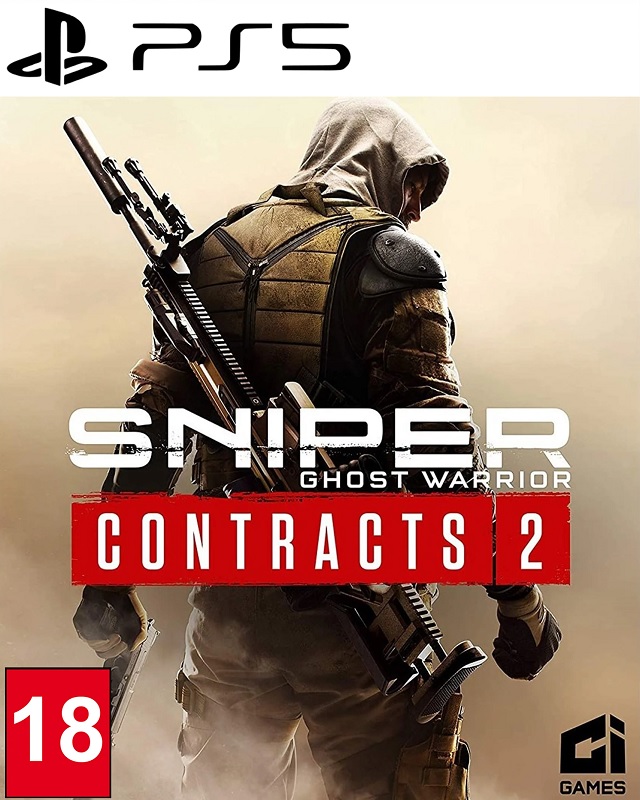 PS5
SNIPER
GHOST WARRIOR
CONTRACTS 2
18
CI
GAMES